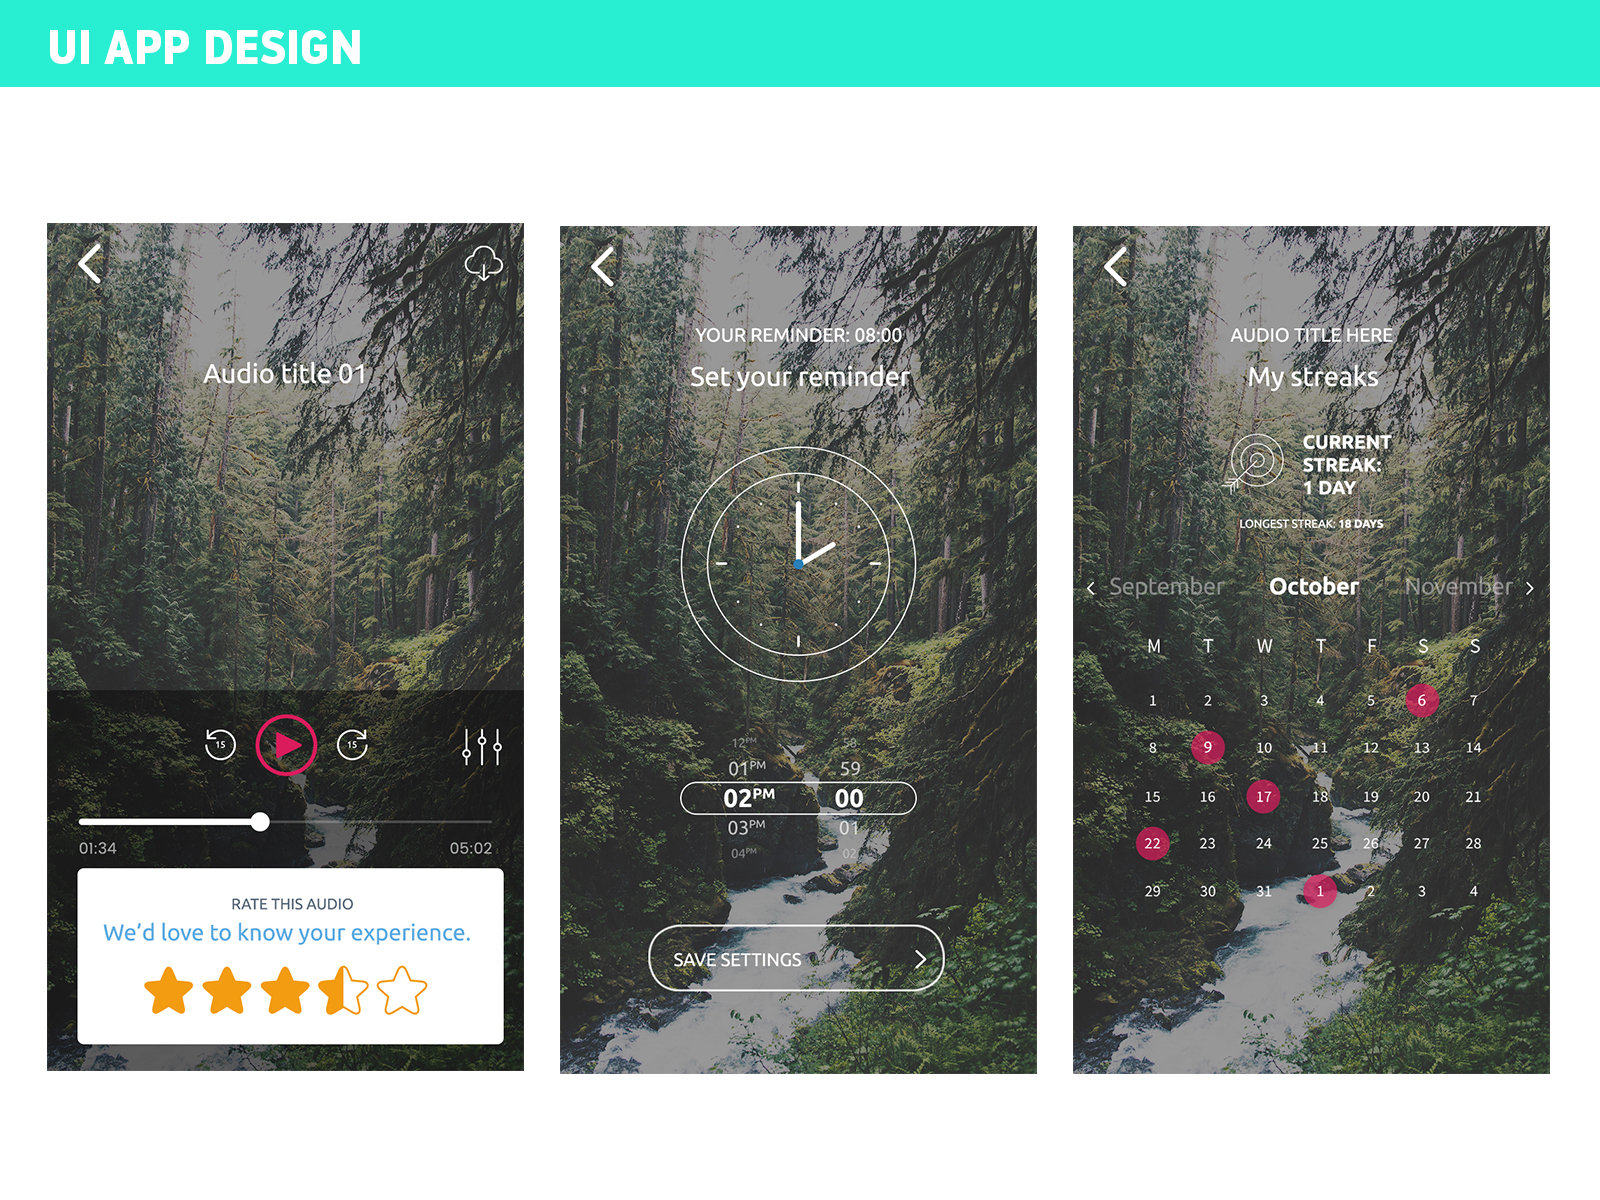 UI APP DESIGN
Audio title 01
15
15
01:34 05:02
RATE THIS AUDIO
We'd love to know your experience.
YOUR REMINDER: 08:00
Set your reminder
12PM 58
01PM 59
02PM 00
03PM 01
04PM 02
SAVE SETTINGS
AUDIO TITLE HERE
My streaks
CURRENT
STREAK:
1 DAY
LONGEST STREAK: 18 DAYS
September October November
M T W T F S S
1 2 3 4 5 6 7
8 9 10 11 12 13 14
15 16 17 18 19 20 21
22 23 24 25 26 27 28
29 30 31 1 2 3 4